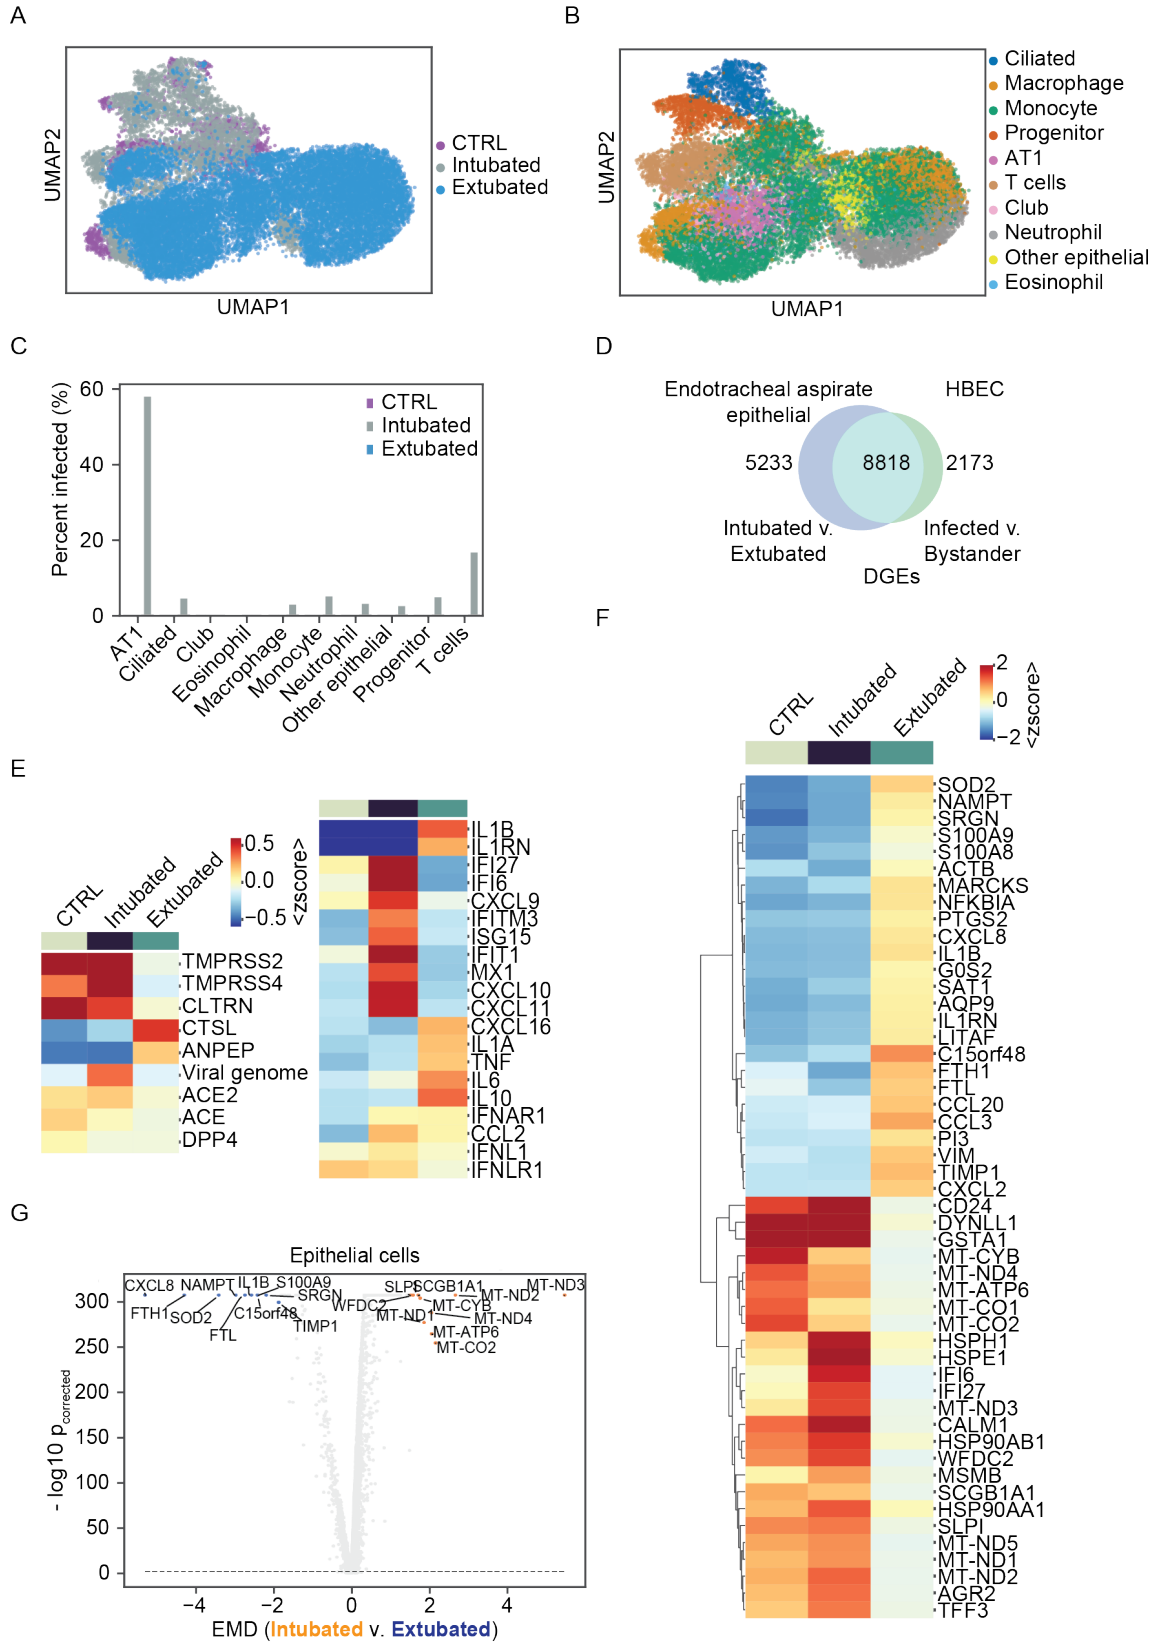 A
UMAP2
UMAP1
CTRL
Intubated
Extubated
B
UMAP2
UMAP1
Ciliated
Macrophage
Monocyte
Progenitor
AT1
T cells
Club
Neutrophil
Other epithelial
Eosinophil
C
Percent infected (%)
60
40
20
0
CTRL
Intubated
Extubated
AT1
Ciliated
Club
Eosinophil
Macrophage
Monocyte
Neutrophil
Other epithelial
Progenitor
T cells
D
Endotracheal aspirate
epithelial
HBEC
5233
8818
2173
Intubated v.
Extubated
Infected v.
Bystander
DGEs
E
CTRL
Intubated
Extubated
0.5
0.0
−0.5
<zscore>
TMPRSS2
TMPRSS4
CLTRN
CTSL
ANPEP
Viral genome
ACE2
ACE
DPP4
IL1B
IL1RN
IFI27
IFI6
CXCL9
IFITM3
ISG15
IFIT1
MX1
CXCL10
CXCL11
CXCL16
IL1A
TNF
IL6
IL10
IFNAR1
CCL2
IFNL1
IFNLR1
F
CTRL
Intubated
Extubated
2
0
−2
<zscore>
SOD2
NAMPT
SRGN
S100A9
S100A8
ACTB
MARCKS
NFKBIA
PTGS2
CXCL8
IL1B
G0S2
SAT1
AQP9
IL1RN
LITAF
C15orf48
FTH1
FTL
CCL20
CCL3
PI3
VIM
TIMP1
CXCL2
CD24
DYNLL1
GSTA1
MT-CYB
MT-ND4
MT-ATP6
MT-CO1
MT-CO2
HSPH1
HSPE1
IFI6
IFI27
MT-ND3
CALM1
HSP90AB1
WFDC2
MSMB
SCGB1A1
HSP90AA1
SLPI
MT-ND5
MT-ND1
MT-ND2
AGR2
TFF3
G
Epithelial cells
- log10 p corrected
300
250
200
150
100
50
0
CXCL8 NAMPT IL1B S100A9
FTH1 SOD2 C15orf48 SRGN
FTL
TIMP1
SLPI SCGB1A1 MT-ND3
MT-ND2
WFDC2 MT-CYB
MT-ND1 MT-ND4
MT-ATP6
MT-CO2
−4 −2 0 2 4
EMD (Intubated v. Extubated)